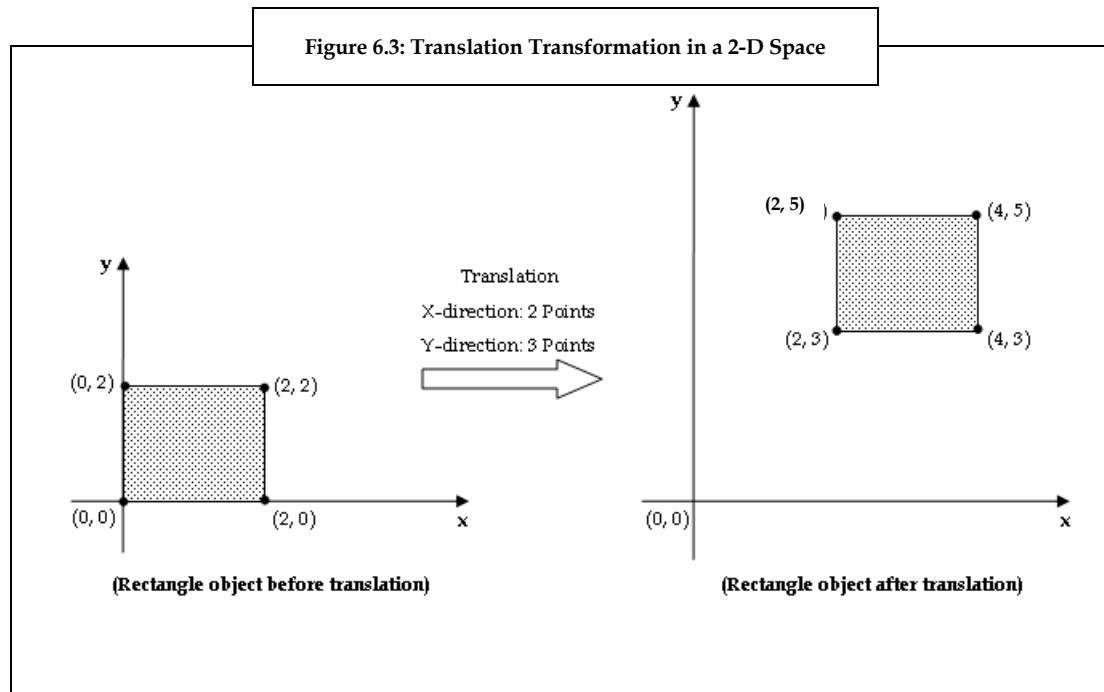 Figure 6.3: Translation Transformation in a 2-D Space
y
(0, 2)
(2, 2)
(0, 0)
(2, 0)
x
(Rectangle object before translation)
Translation
X-direction: 2 Points
Y-direction: 3 Points
y
(2, 5) )
(4, 5)
(2, 3)
(4, 3)
(0, 0)
x
(Rectangle object after translation)